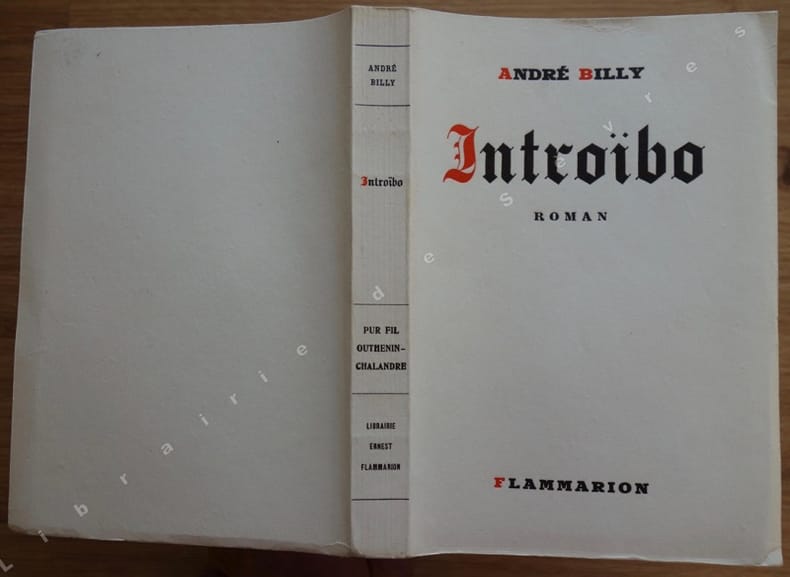 ANDRÉ
BILLY
Introïbo
PUR FIL
OUTHENIN-
CHALANDRE
LIBRAIRIE
ERNEST
FLAMMARION
ANDRÉ BILLY
Introïbo
ROMAN
FLAMMARION
Librairie de sèvres